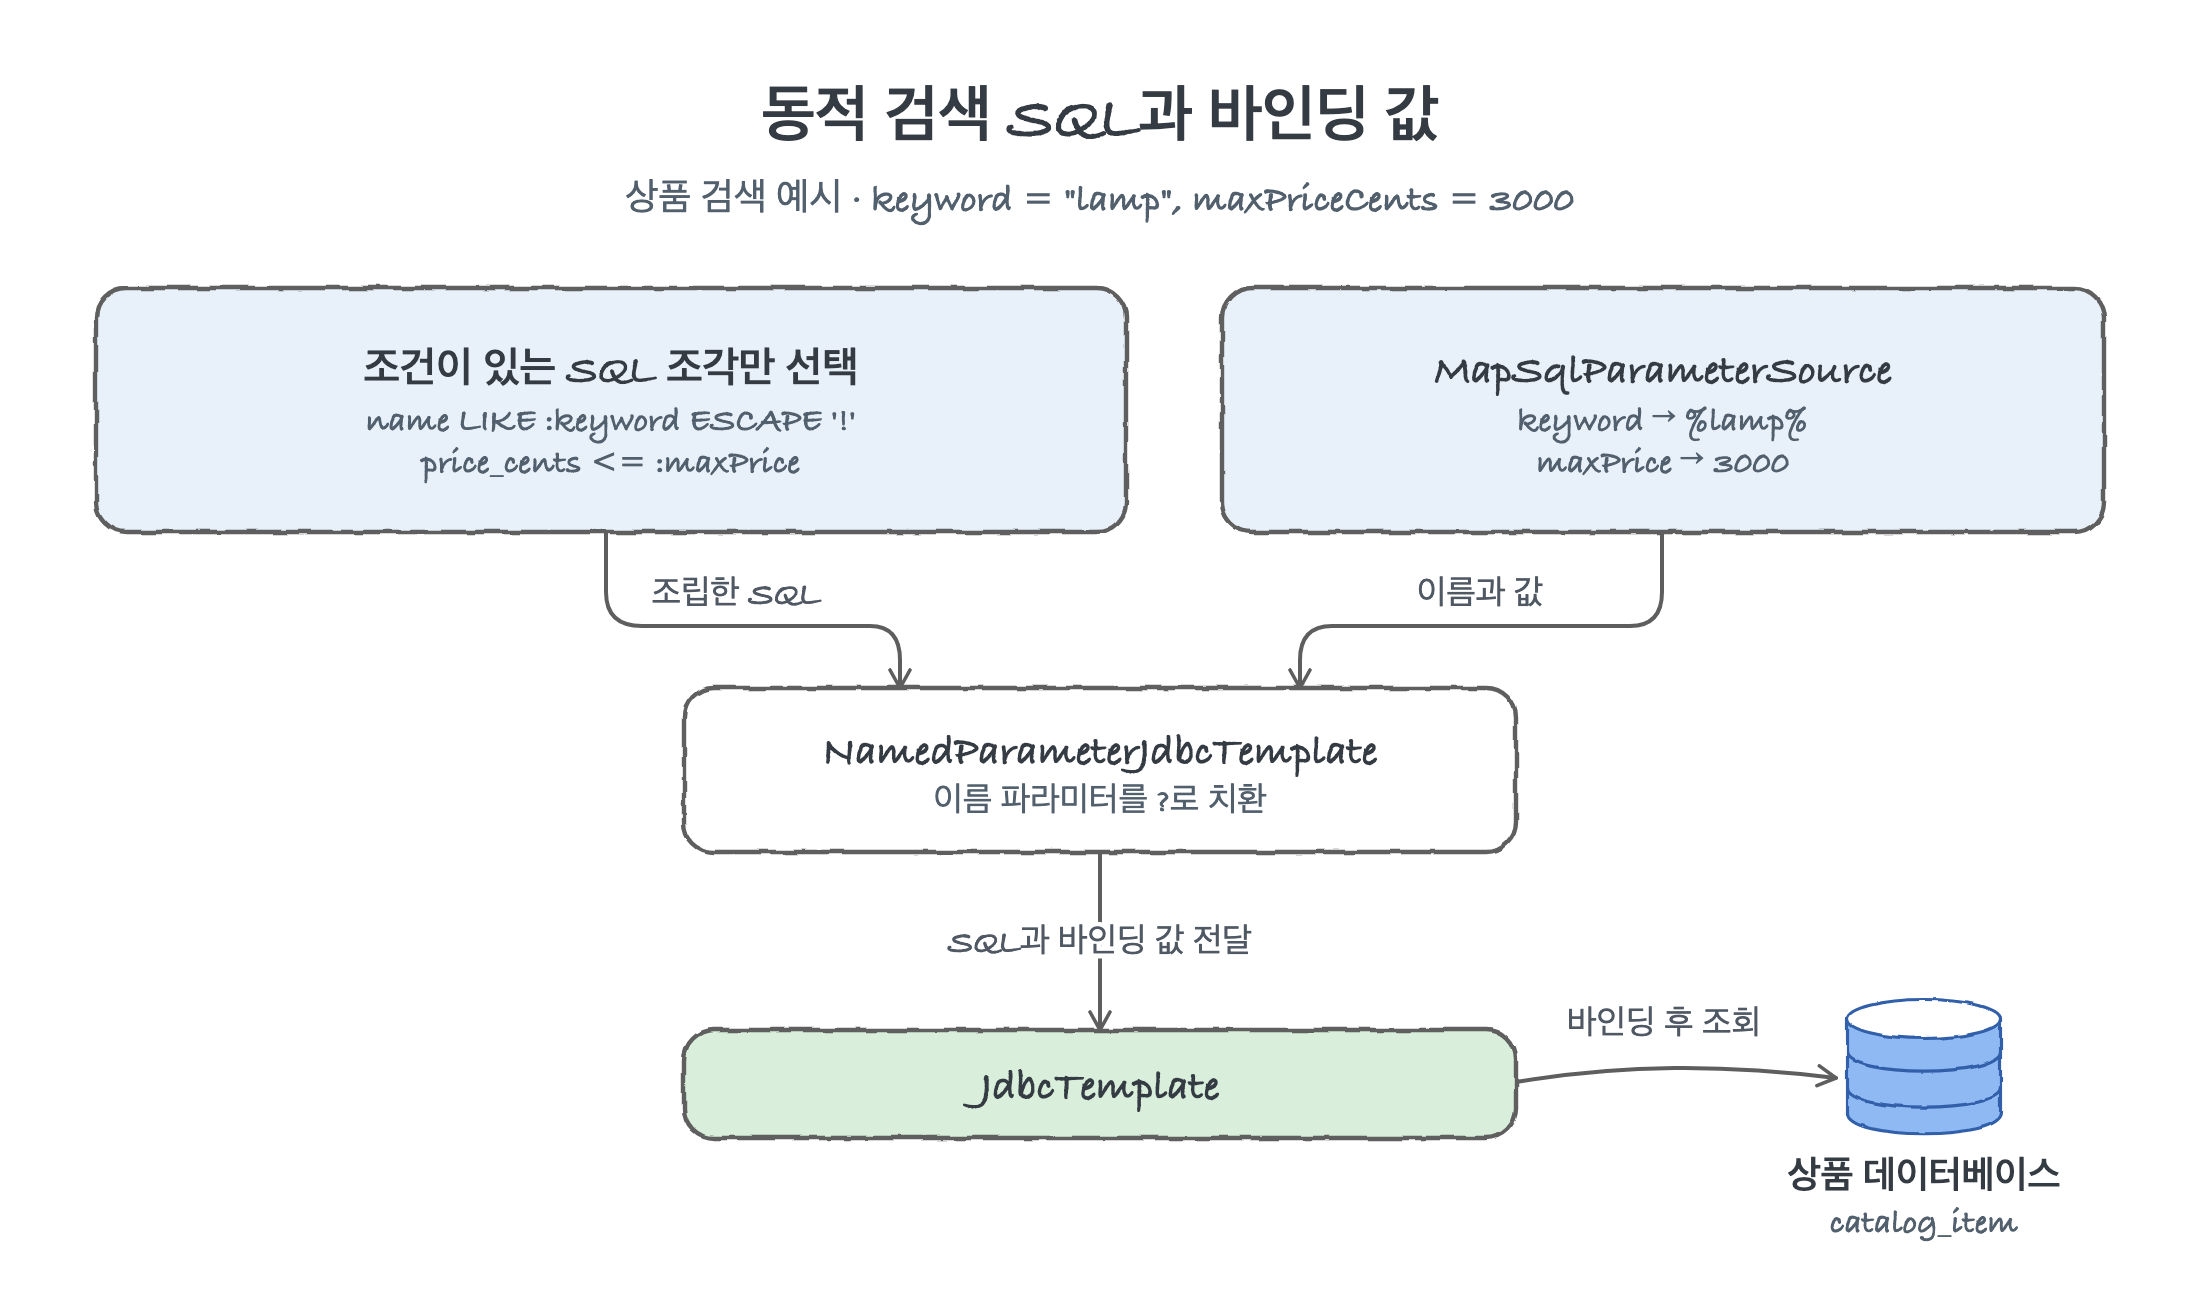 동적 검색 SQL과 바인딩 값
상품 검색 예시 · keyword = "lamp", maxPriceCents = 3000
조건이 있는 SQL 조각만 선택
name LIKE :keyword ESCAPE '!'
price_cents <= :maxPrice
MapSqlParameterSource
keyword → %lamp%
maxPrice → 3000
조립한 SQL
이름과 값
NamedParameterJdbcTemplate
이름 파라미터를 ?로 치환
SQL과 바인딩 값 전달
JdbcTemplate
바인딩 후 조회
상품 데이터베이스
catalog_item